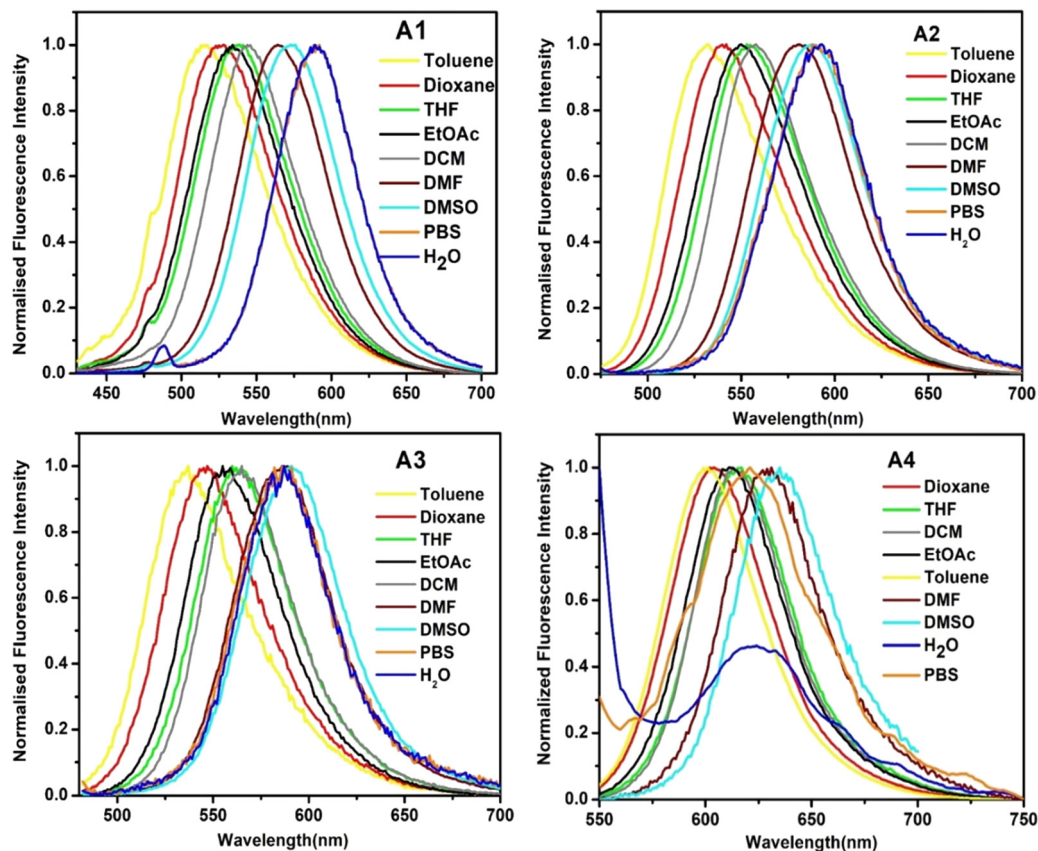 A1
Toluene
Dioxane
THF
EtOAc
DCM
DMF
DMSO
PBS
H2O
Normalised Fluorescence Intensity
1.0
0.8
0.6
0.4
0.2
0.0
450 500 550 600 650 700
Wavelength(nm)
A2
Toluene
Dioxane
THF
EtOAc
DCM
DMF
DMSO
PBS
H2O
Normalised Fluorescence Intensity
1.0
0.8
0.6
0.4
0.2
0.0
500 550 600 650 700
Wavelength(nm)
A3
Toluene
Dioxane
THF
EtOAc
DCM
DMF
DMSO
PBS
H2O
Normalised Fluorescence Intensity
1.0
0.8
0.6
0.4
0.2
0.0
500 550 600 650 700
Wavelength(nm)
A4
Dioxane
THF
DCM
EtOAc
Toluene
DMF
DMSO
H2O
PBS
Normalized Fluorescence Intensity
1.0
0.8
0.6
0.4
0.2
0.0
550 600 650 700 750
Wavelength(nm)